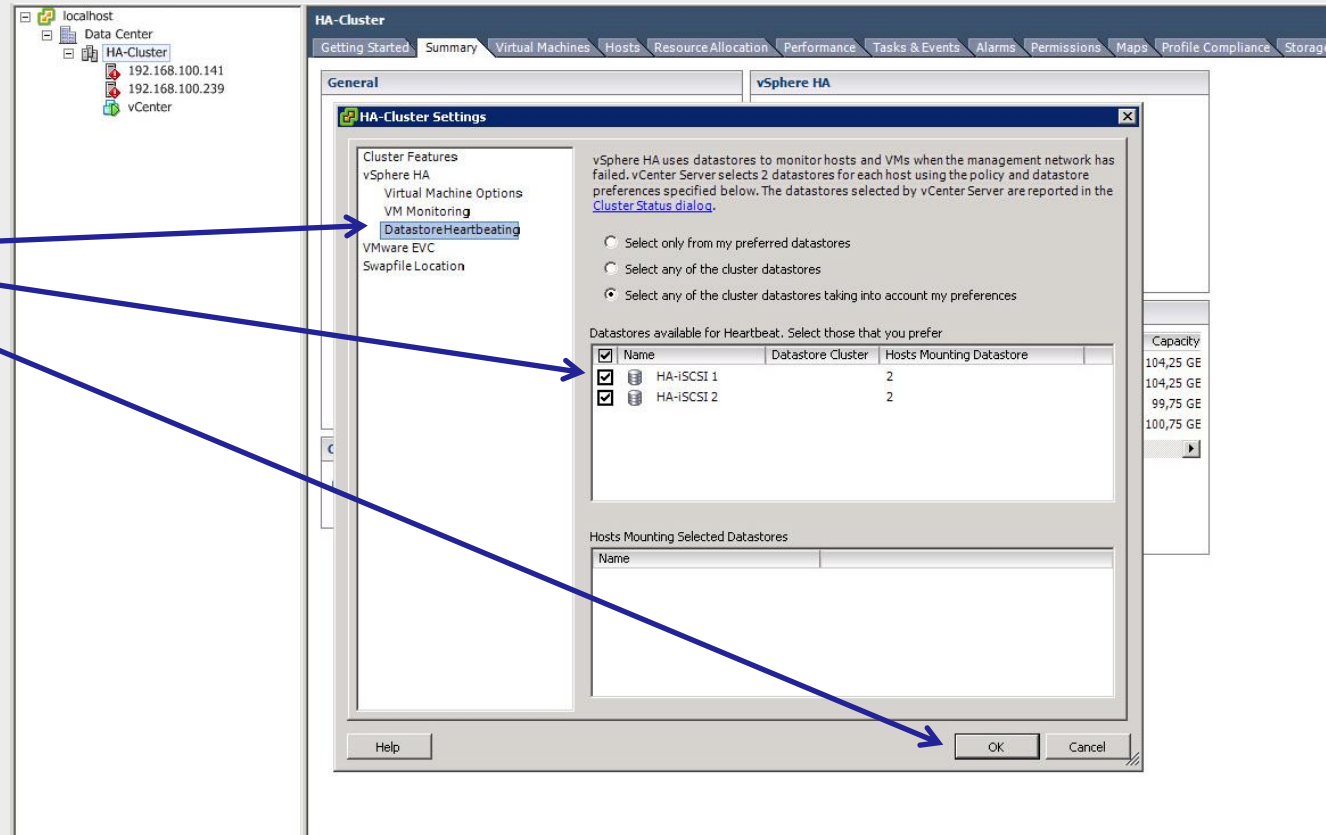 localhost
Data Center
HA-Cluster
192.168.100.141
192.168.100.239
vCenter
HA-Cluster
Getting Started Summary Virtual Machines Hosts Resource Allocation Performance Tasks & Events Alarms Permissions Maps Profile Compliance Storage
General vSphere HA
HA-Cluster Settings
Cluster Features
vSphere HA
Virtual Machine Options
VM Monitoring
Datastore Heartbeating
VMware EVC
Swapfile Location
vSphere HA uses datastores to monitor hosts and VMs when the management network has
failed. vCenter Server selects 2 datastores for each host using the policy and datastore
preferences specified below. The datastores selected by vCenter Server are reported in the
Cluster Status dialog.
Select only from my preferred datastores
Select any of the cluster datastores
Select any of the cluster datastores taking into account my preferences
Datastores available for Heartbeat. Select those that you prefer
Name Datastore Cluster Hosts Mounting Datastore
HA-iSCSI 1 2
HA-iSCSI 2 2
Hosts Mounting Selected Datastores
Name
Capacity
104,25 GE
104,25 GE
99,75 GE
100,75 GE
Help OK Cancel